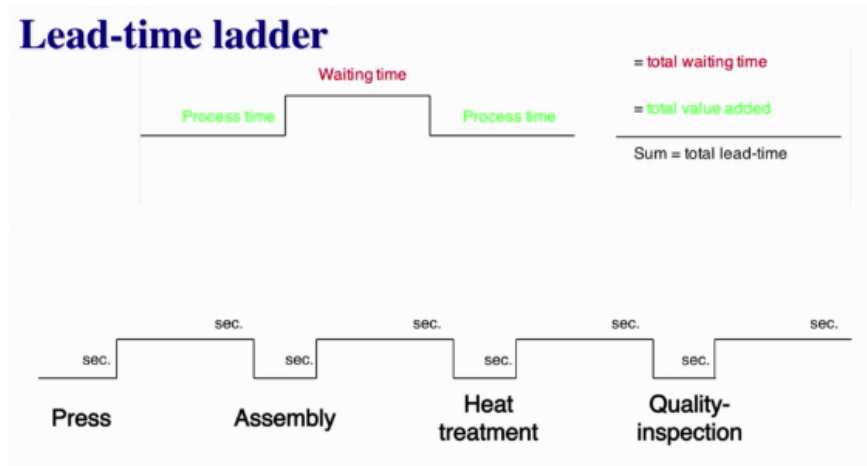 Lead-time ladder
Waiting time
Process time
Process time
= total waiting time
= total value added
Sum = total lead-time
sec.
sec.
sec.
sec.
sec.
sec.
sec.
sec.
Press
Assembly
Heat
treatment
Quality-
inspection